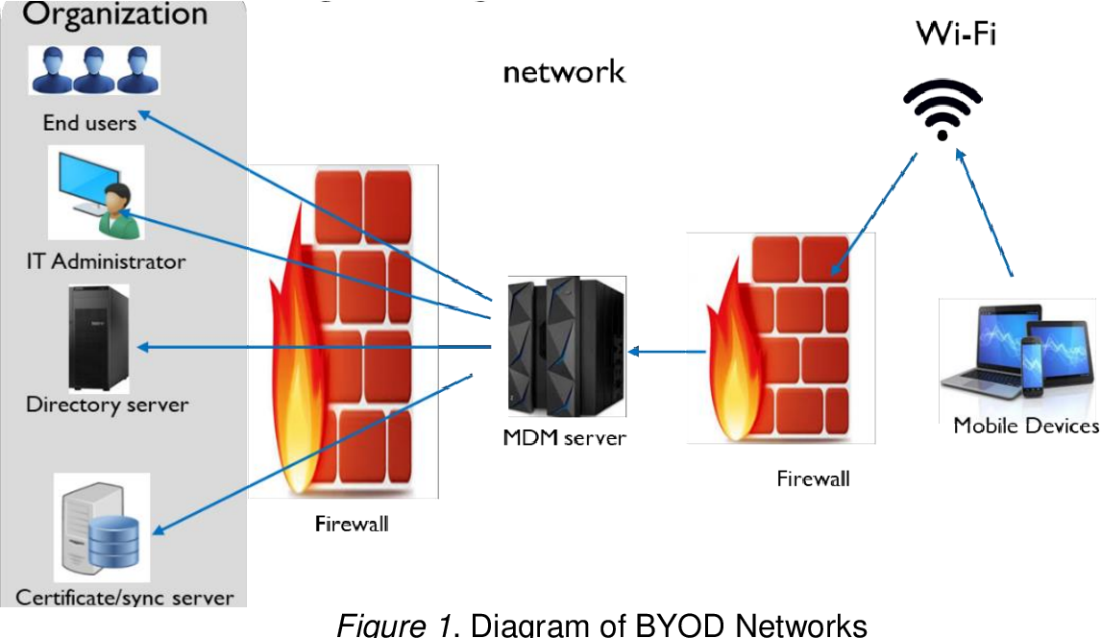 Organization
Wi-Fi
network
End users
IT Administrator
Directory server
MDM server
Mobile Devices
Firewall
Firewall
Certificate/sync server
Figure 1. Diagram of BYOD Networks